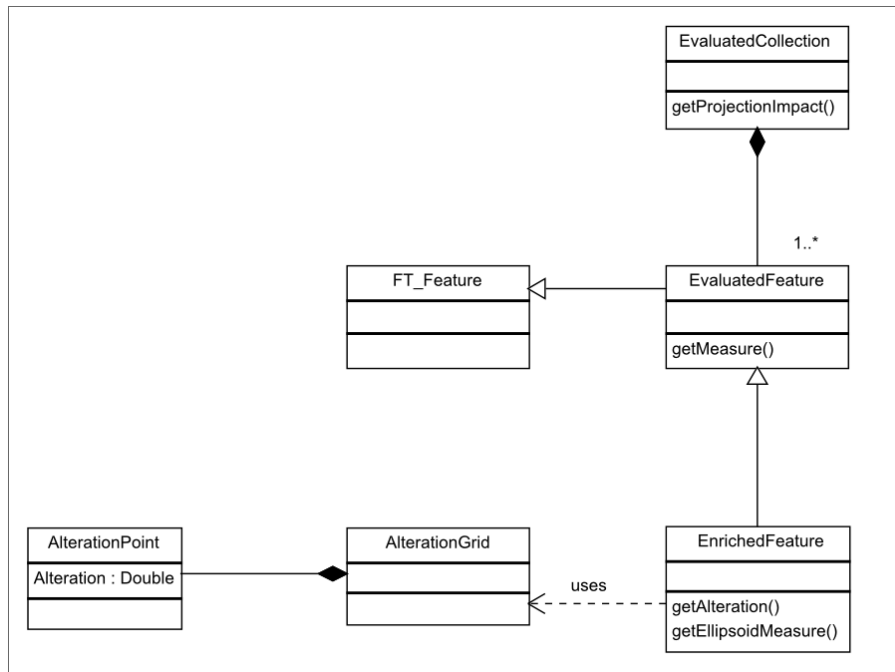 EvaluatedCollection
getProjectionImpact()
1..*
FT_Feature
EvaluatedFeature
getMeasure()
AlterationPoint
Alteration : Double
AlterationGrid
uses
EnrichedFeature
getAlteration()
getEllipsoidMeasure()